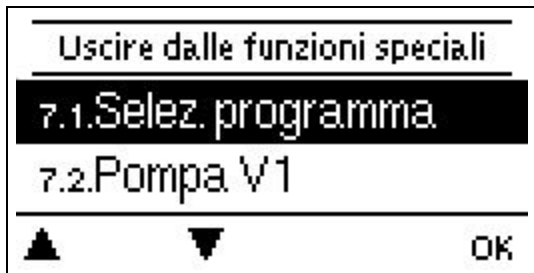 Uscire dalle funzioni speciali
7.1.Selez. programma
7.2.Pompa V1
▲ ▼ OK